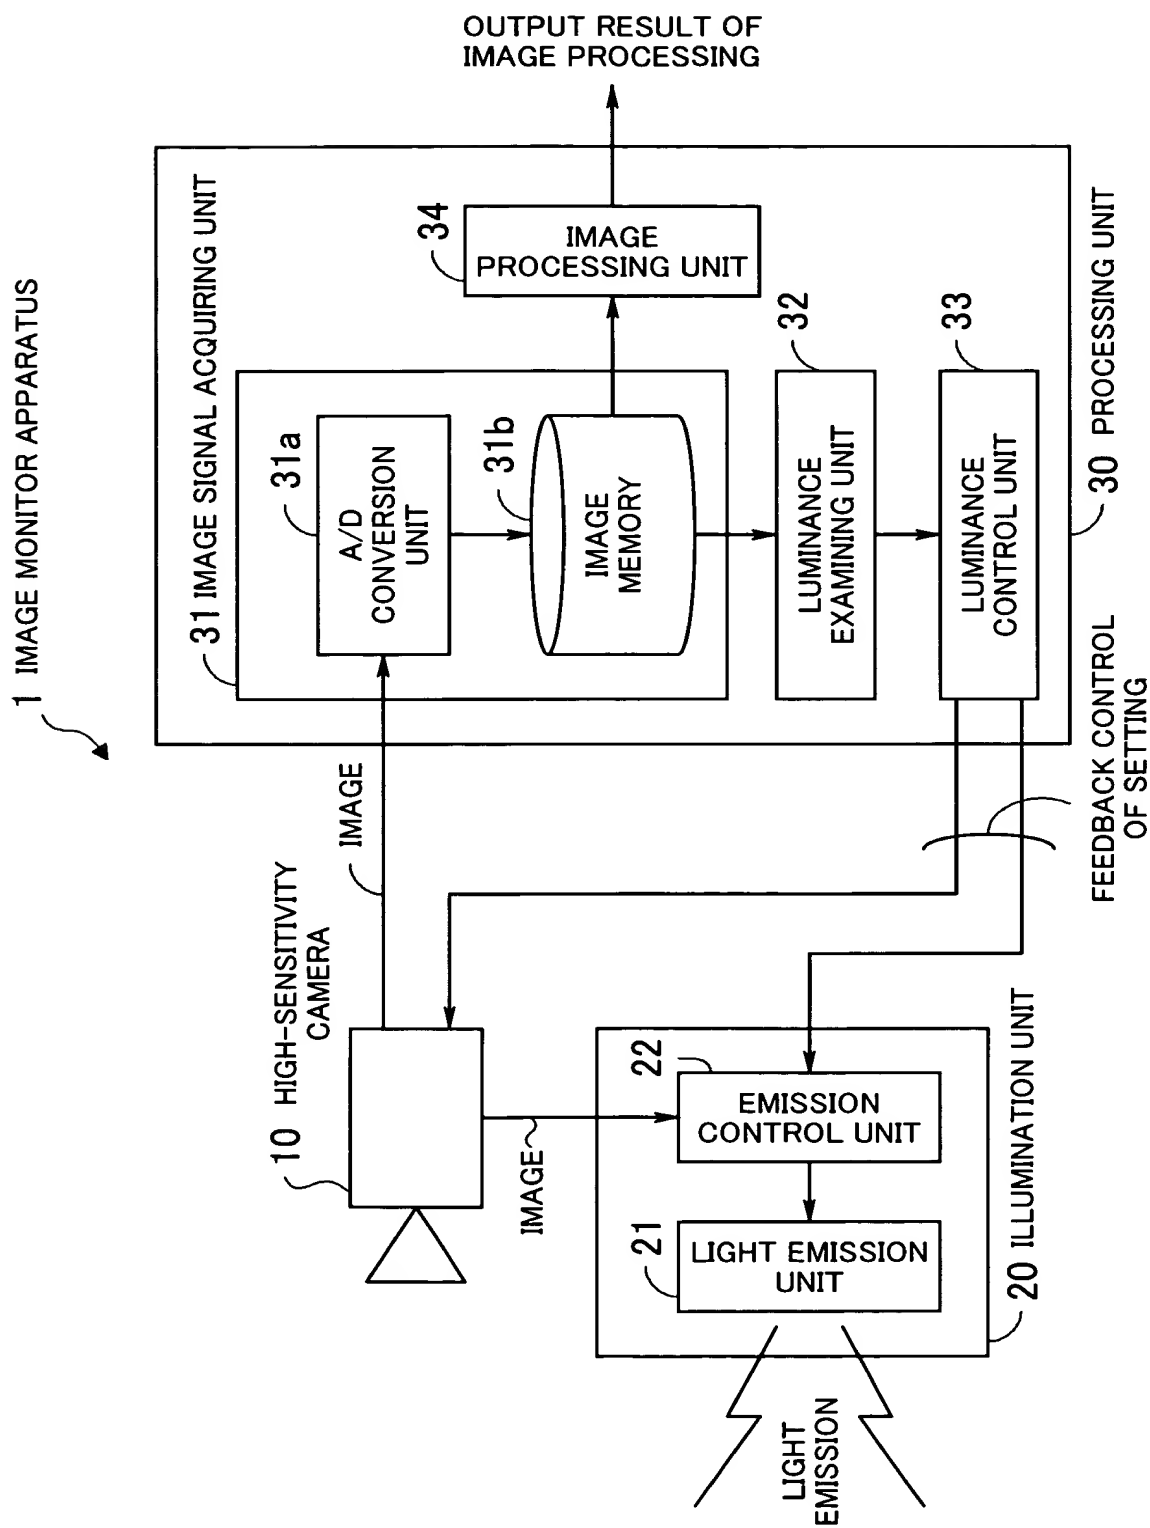 1 IMAGE MONITOR APPARATUS
10 HIGH-SENSITIVITY
CAMERA
IMAGE
IMAGE
31 IMAGE SIGNAL ACQUIRING UNIT
31a
A/D
CONVERSION
UNIT
31b
IMAGE
MEMORY
34
IMAGE
PROCESSING UNIT
OUTPUT RESULT OF
IMAGE PROCESSING
32
LUMINANCE
EXAMINING UNIT
33
LUMINANCE
CONTROL UNIT
30 PROCESSING UNIT
FEEDBACK CONTROL
OF SETTING
22
EMISSION
CONTROL UNIT
21
LIGHT EMISSION
UNIT
20 ILLUMINATION UNIT
LIGHT
EMISSION